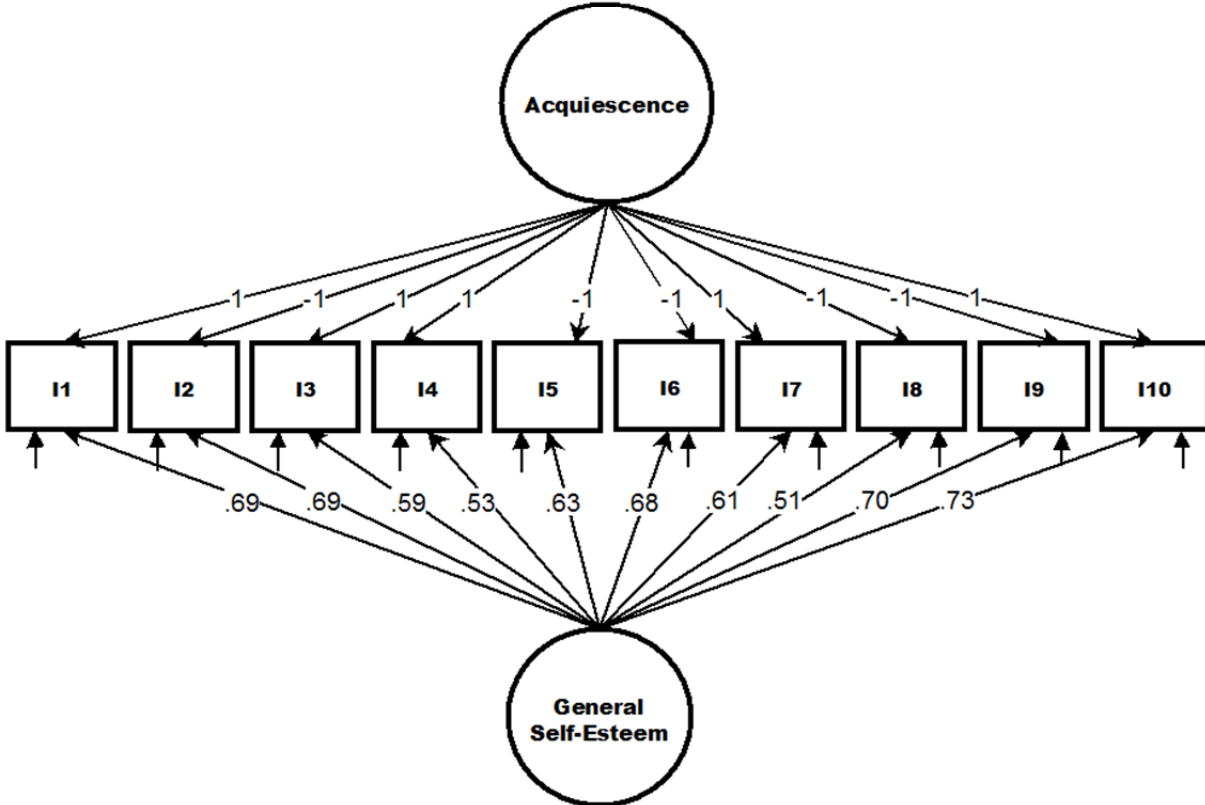 Acquiescence
1 -1 1 1 -1 -1 1 -1 -1 1
I1 I2 I3 I4 I5 I6 I7 I8 I9 I10
.69 .69 .59 .53 .63 .68 .61 .51 .70 .73
General
Self-Esteem